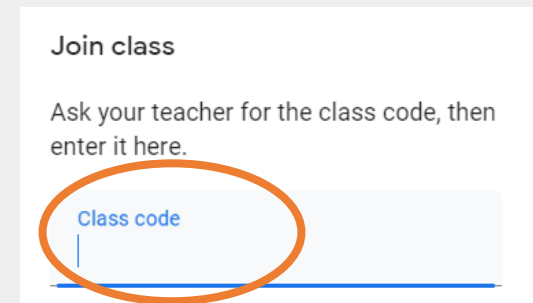 Join class
Ask your teacher for the class code, then
enter it here.
Class code